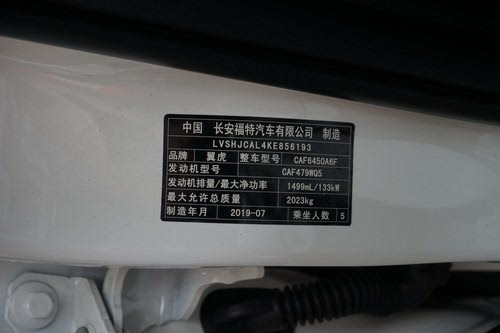 中国 长安福特汽车有限公司 制造
LVSHJCAL4KE856193
品牌 翼虎 整车型号 CAF6450A6F
发动机型号 CAF479WQ5
发动机排量/最大净功率 1499mL/133kW
最大允许总质量 2023kg
制造年月 2019-07 乘坐人数 5